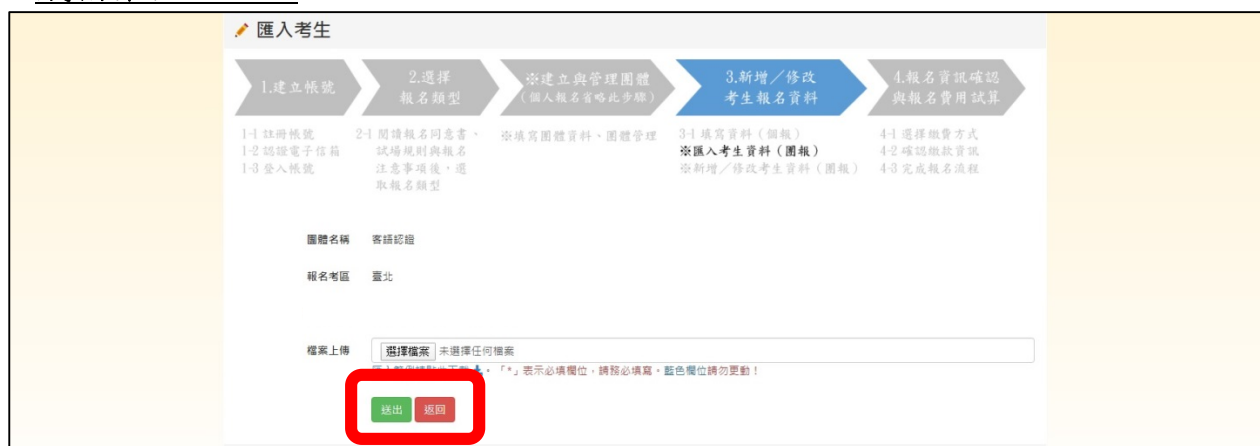 匯入考生
1.建立帳號
2.選擇
報名類型
※建立與管理團體
(個人報名省略此步驟)
3.新增／修改
考生報名資料
4.報名資訊確認
與報名費用試算
1-1 註冊帳號
1-2 認證電子信箱
1-3 登入帳號
2-1 閱讀報名同意書、
試場規則與報名
注意事項後，選
取報名類型
※填寫團體資料、團體管理
3-1 填寫資料（個報）
※匯入考生資料（團報）
※新增／修改考生資料（團報）
4-1 選擇繳費方式
4-2 確認繳款資訊
4-3 完成報名流程
團體名稱 客語認證
報名考區 臺北
檔案上傳 選擇檔案 未選擇任何檔案
，「*」表示必填欄位，請務必填寫，藍色欄位請勿更動！
送出 返回